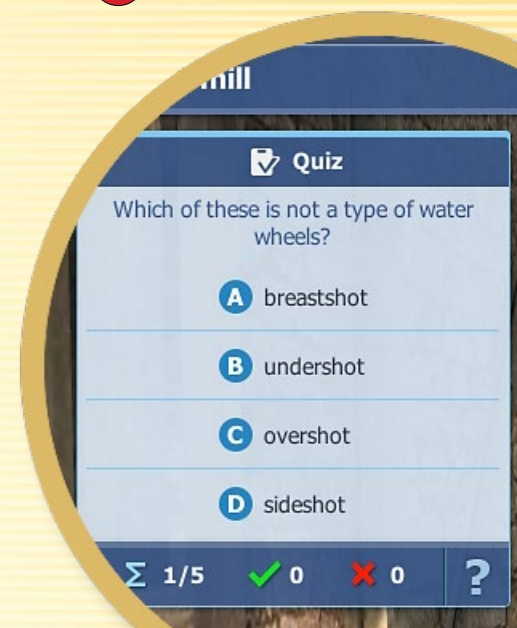 Quiz
Which of these is not a type of water
wheels?
A breastshot
B undershot
C overshot
D sideshot
Σ 1/5 0 0 ?